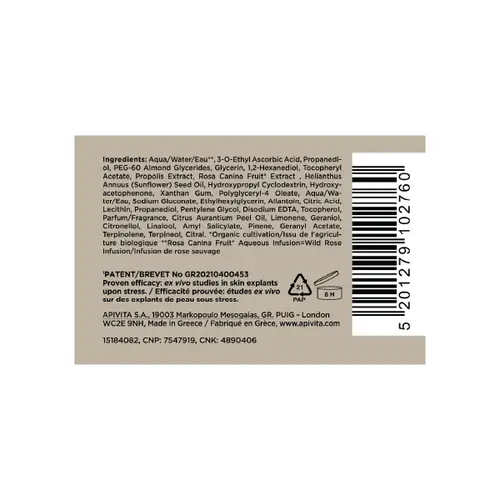 Ingredients: Aqua/Water/Eau**, 3-O-Ethyl Ascorbic Acid, Propanedi-
ol, PEG-60 Almond Glycerides, Glycerin, 1,2-Hexanediol, Tocopheryl
Acetate, Propolis Extract, Rosa Canina Fruit* Extract , Helianthus
Annuus (Sunflower) Seed Oil, Hydroxypropyl Cyclodextrin, Hydroxy-
acetophenone, Xanthan Gum, Polyglyceryl-4 Oleate, Aqua/Wa-
ter/Eau, Sodium Gluconate, Ethylhexylglycerin, Allantoin, Citric Acid,
Lecithin, Propanediol, Pentylene Glycol, Disodium EDTA, Tocopherol,
Parfum/Fragrance, Citrus Aurantium Peel Oil, Limonene, Geraniol,
Citronellol, Linalool, Amyl Salicylate, Pinene, Geranyl Acetate,
Terpinolene, Terpineol, Citral. *Organic cultivation/Issu de l'agricul-
ture biologique **Rosa Canina Fruit* Aqueous Infusion=Wild Rose
Infusion/Infusion de rose sauvage
¹PATENT/BREVET No GR20210400453
Proven efficacy: ex vivo studies in skin explants
upon stress. / Efficacité prouvée: études ex vivo
sur des explants de peau sous stress.
21
PAP
6 M
APIVITA S.A., 19003 Markopoulo Mesogaias, GR. PUIG – London
WC2E 9NH, Made in Greece / Fabriqué en Grèce, www.apivita.com
15184082, CNP: 7547919, CNK: 4890406
5 201279 102760